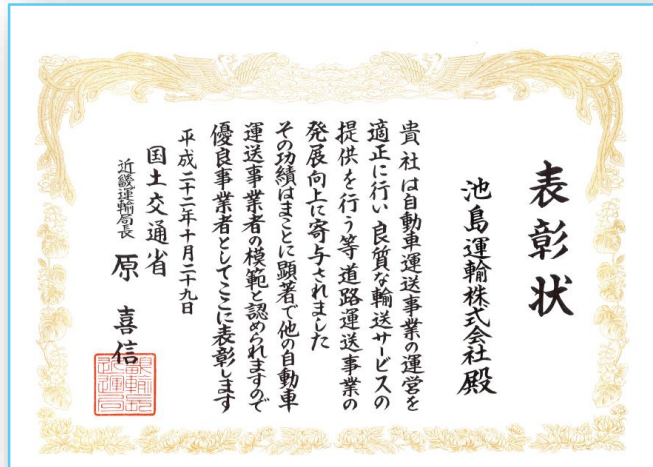 表彰状
池島運輸株式会社殿
貴社は自動車運送事業の運営を
適正に行い良質な輸送サービスの
提供を行う等道路運送事業の
発展向上に寄与されました
その功績はまことに顕著で他の自動車
運送事業者の模範と認められますので
優良事業者としてここに表彰します
平成二十二年十月二十九日
国土交通省
近畿運輸局長 原喜信